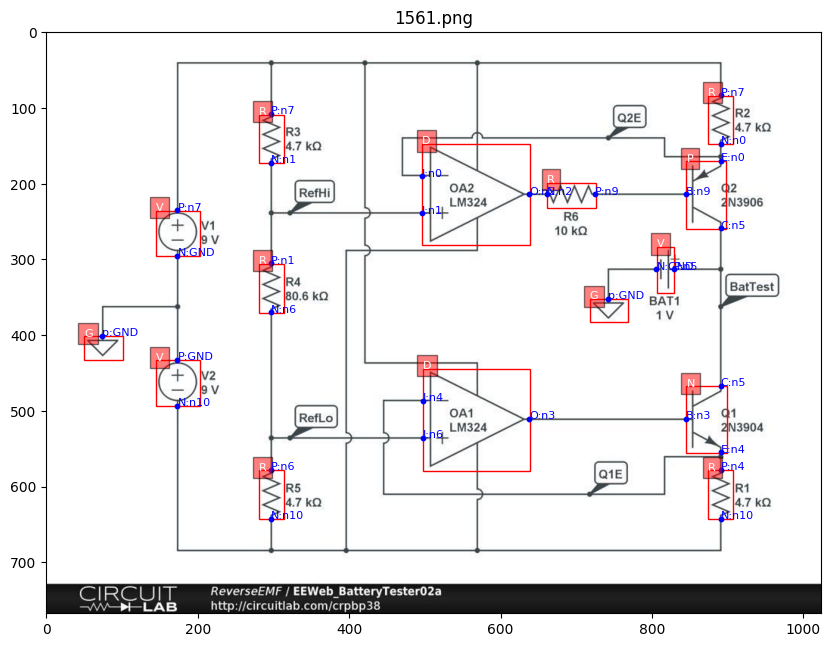 1561.png
0
100
200
300
400
500
600
700
0
200
400
600
800
1000
R
P:n7
R3
4.7 kΩ
N:n1
RefHi
V
P:n7
V1
9 V
N:GND
R
P:n1
R4
80.6 kΩ
N:n6
G
p:GND
V
P:GND
V2
9 V
N:n10
RefLo
R
P:n6
R5
4.7 kΩ
N:n10
D
I:n0
I:n1
OA2
LM324
R
P:n9
R6
10 kΩ
Q2E
R
P:n7
R2
4.7 kΩ
N:n0
P
E:n0
B:n9
Q2
2N3906
C:n5
V
N:GND
BAT1
1 V
G
p:GND
BatTest
D
I:n4
I:n6
OA1
LM324
O:n3
N
C:n5
B:n3
Q1
2N3904
E:n4
Q1E
R
P:n4
R1
4.7 kΩ
N:n10
CIRCUIT
LAB
ReverseEMF / EEWeb_BatteryTester02a
http://circuitlab.com/crpbp38